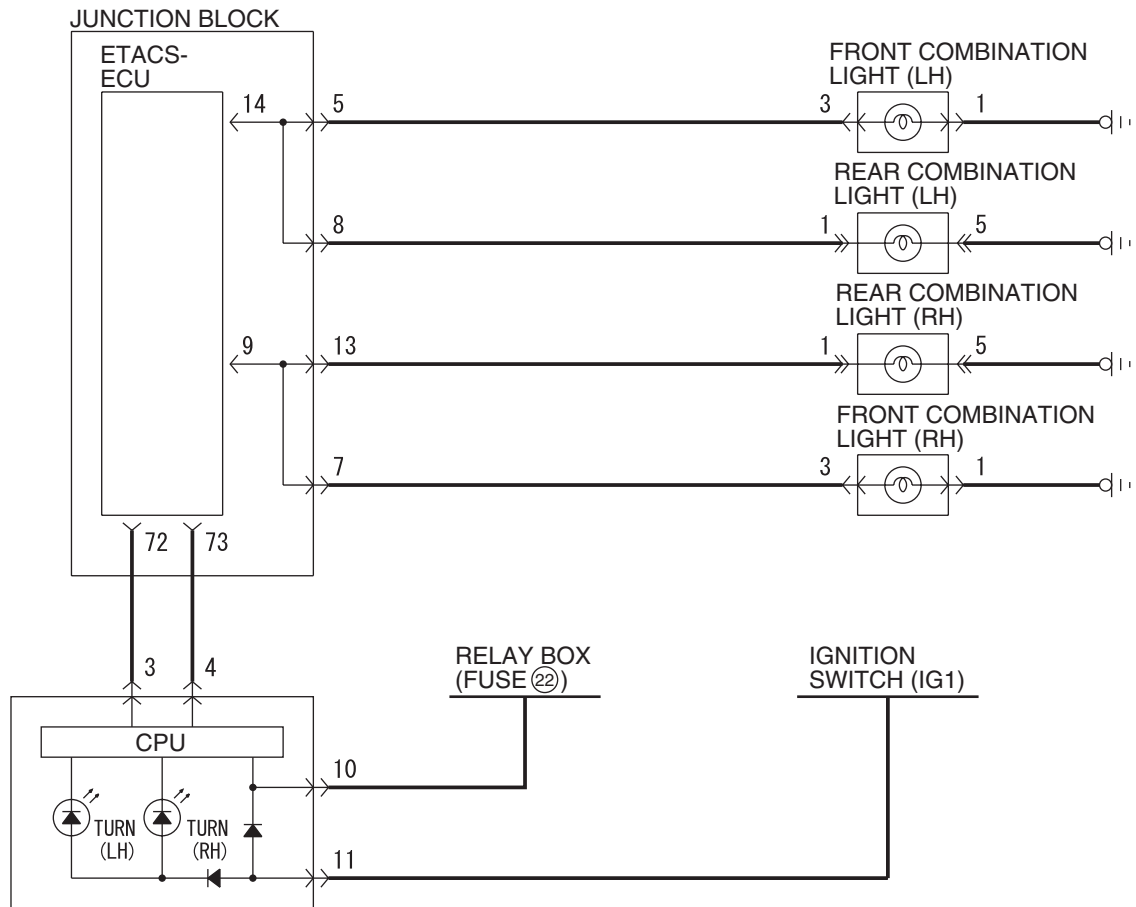 JUNCTION BLOCK
ETACS-
ECU
FRONT COMBINATION
LIGHT (LH)
14
5
3
1
REAR COMBINATION
LIGHT (LH)
8
1
5
REAR COMBINATION
LIGHT (RH)
9
13
1
5
FRONT COMBINATION
LIGHT (RH)
7
3
1
72
73
3
4
RELAY BOX
(FUSE ㉒)
IGNITION
SWITCH (IG1)
CPU
10
TURN
(LH)
TURN
(RH)
11